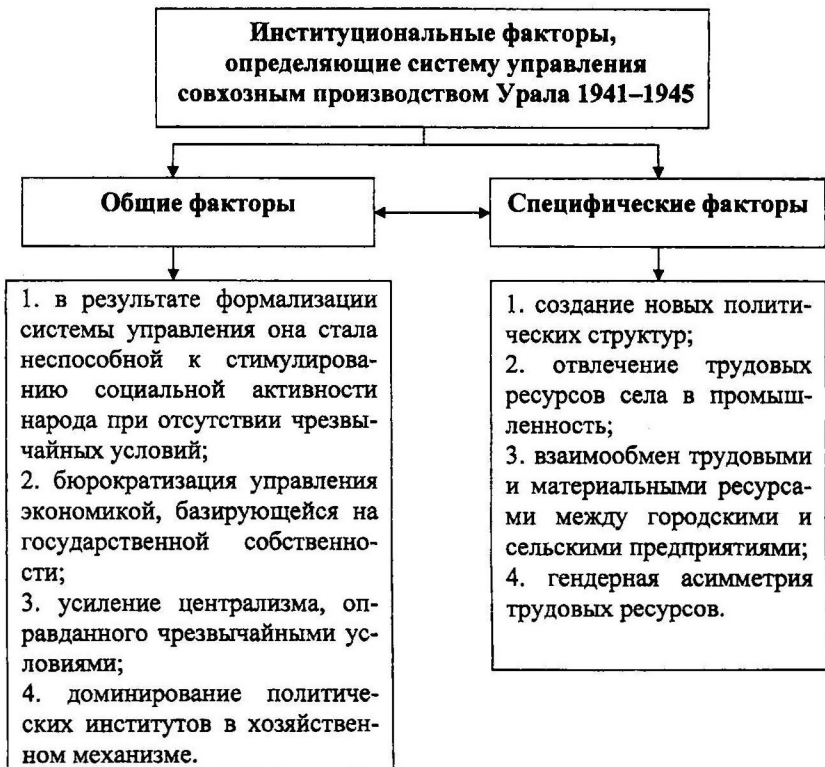 Институциональные факторы,
определяющие систему управления
совхозным производством Урала 1941–1945
Общие факторы
Специфические факторы
1. в результате формализации
системы управления она стала
неспособной к стимулирова-
нию социальной активности
народа при отсутствии чрезвы-
чайных условий;
2. бюрократизация управления
экономикой, базирующейся на
государственной собственно-
сти;
3. усиление централизма, оп-
равданного чрезвычайными ус-
ловиями;
4. доминирование политиче-
ских институтов в хозяйствен-
ном механизме.
1. создание новых полити-
ческих структур;
2. отвлечение трудовых
ресурсов села в промыш-
ленность;
3. взаимообмен трудовыми
и материальными ресурса-
ми между городскими и
сельскими предприятиями;
4. гендерная асимметрия
трудовых ресурсов.